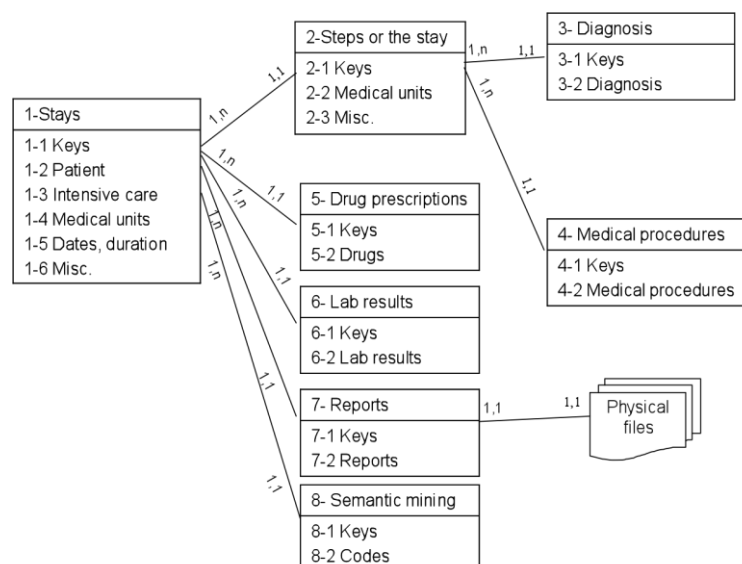 1-Stays
1-1 Keys
1-2 Patient
1-3 Intensive care
1-4 Medical units
1-5 Dates, duration
1-6 Misc.
1,n
1,1
1,n
1,1
1,n
1,1
1,n
1,1
1,n
1,1
2-Steps or the stay
2-1 Keys
2-2 Medical units
2-3 Misc.
1,n
1,1
1,n
1,1
3- Diagnosis
3-1 Keys
3-2 Diagnosis
4- Medical procedures
4-1 Keys
4-2 Medical procedures
5- Drug prescriptions
5-1 Keys
5-2 Drugs
6- Lab results
6-1 Keys
6-2 Lab results
7- Reports
7-1 Keys
7-2 Reports
1,1
1,1
Physical
files
8- Semantic mining
8-1 Keys
8-2 Codes